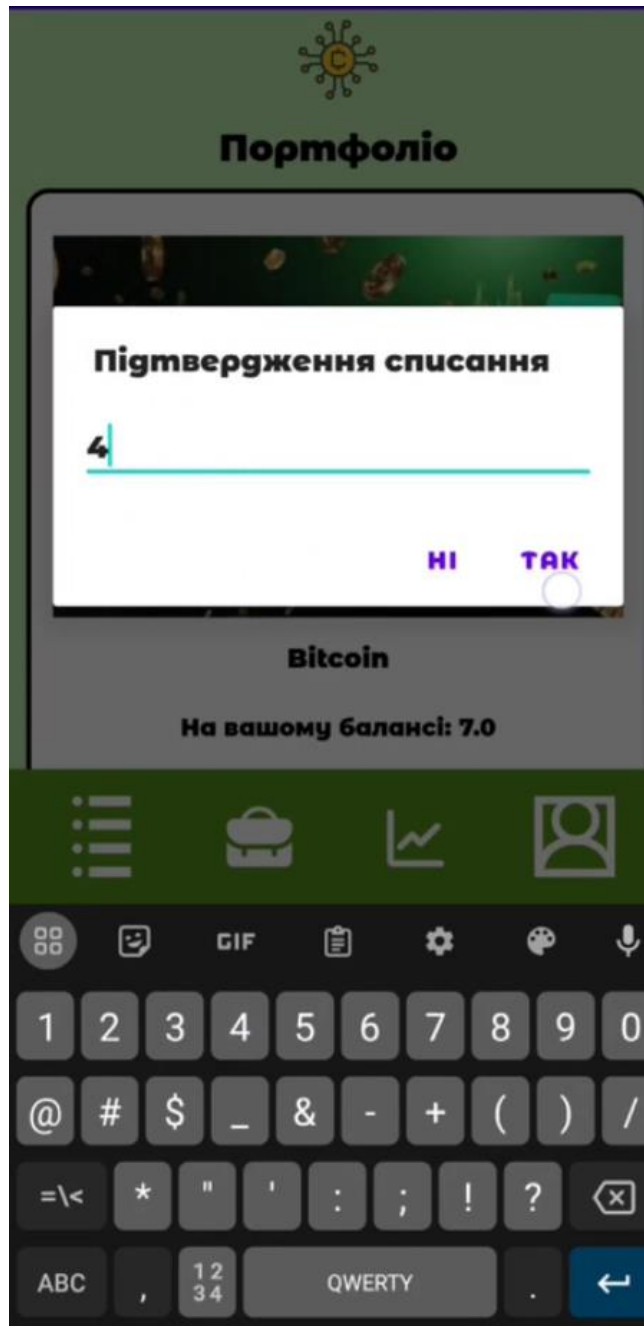 Портфоліо
Підтвердження списання
4
НІ ТАК
Bitcoin
На вашому балансі: 7.0
GIF
1 2 3 4 5 6 7 8 9 0
@ # $ _ & - + ( ) /
=\< * " ' : ; ! ?
ABC , 12 34 QWERTY .